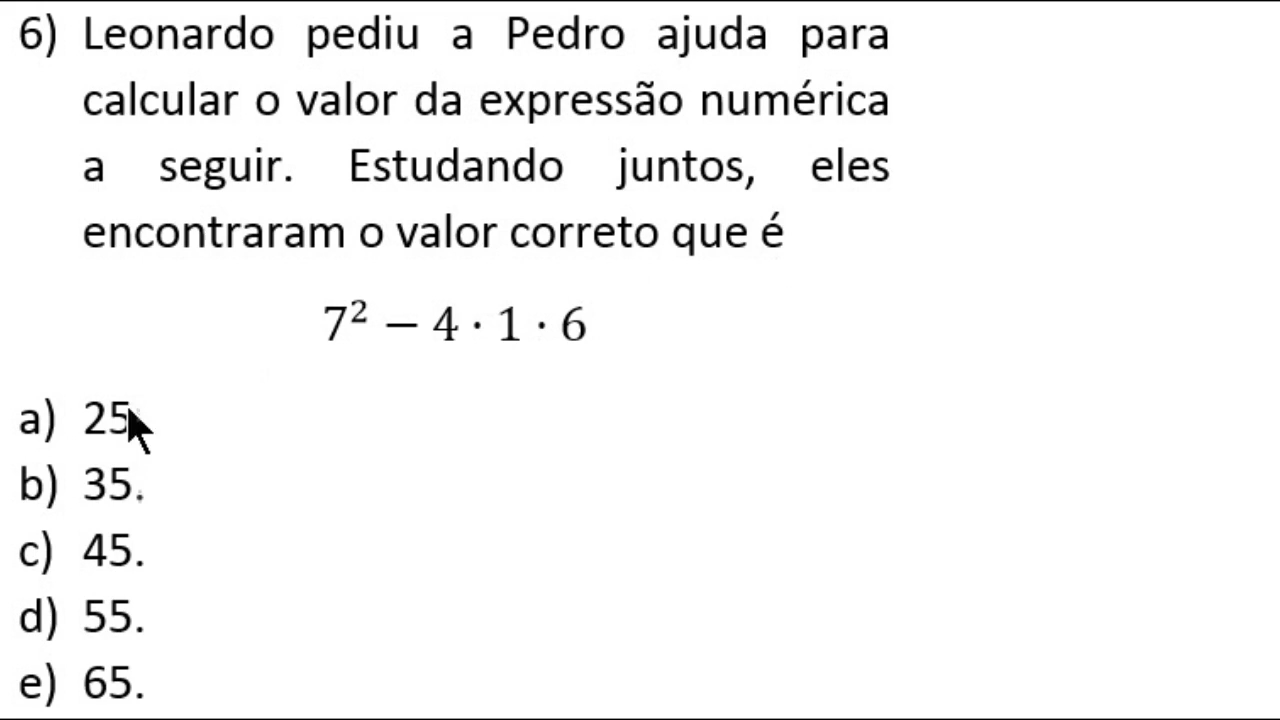 6) Leonardo pediu a Pedro ajuda para
calcular o valor da expressão numérica
a seguir. Estudando juntos, eles
encontraram o valor correto que é
7² − 4 · 1 · 6
a) 25
b) 35.
c) 45.
d) 55.
e) 65.